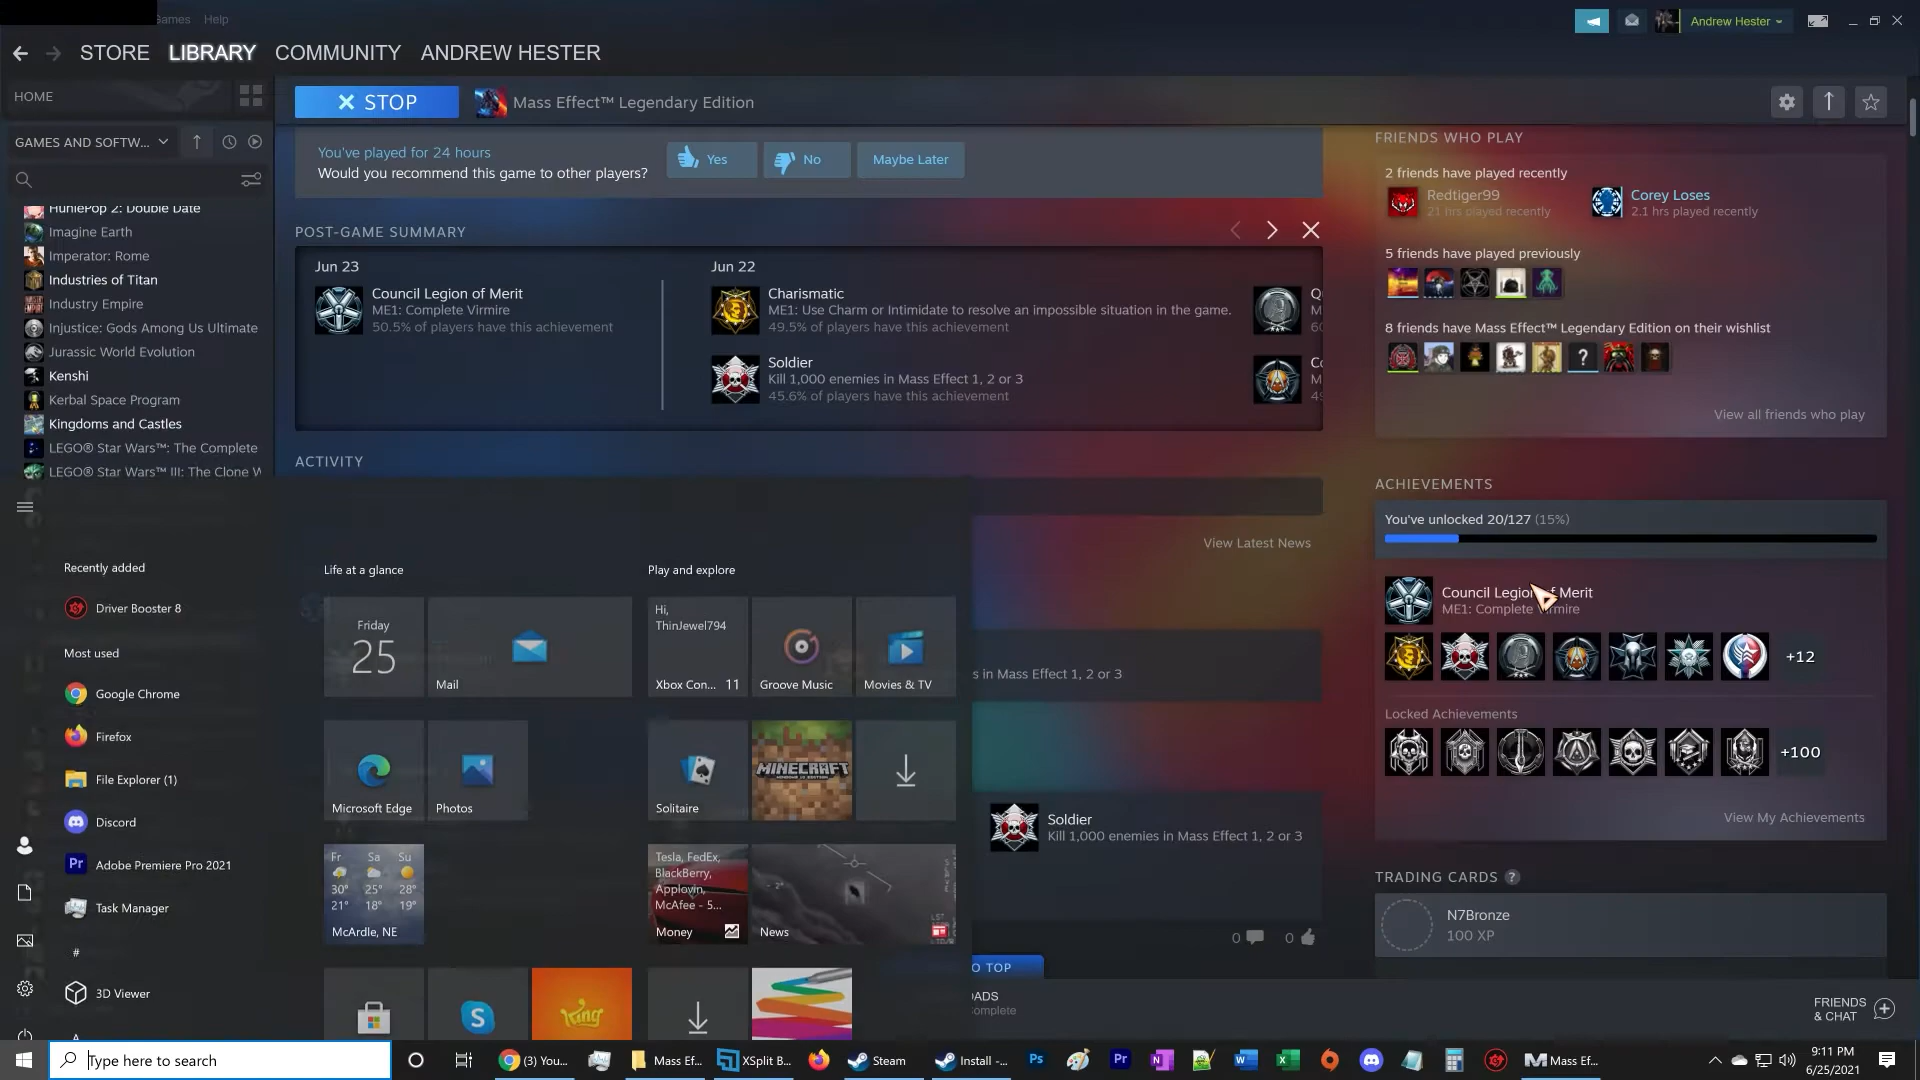 Games Help
Andrew Hester
STORE LIBRARY COMMUNITY ANDREW HESTER
HOME
STOP
Mass Effect™ Legendary Edition
GAMES AND SOFTW...
You've played for 24 hours
Would you recommend this game to other players?
Yes
No
Maybe Later
FRIENDS WHO PLAY
2 friends have played recently
Redtiger99
21 hrs played recently
Corey Loses
2.1 hrs played recently
5 friends have played previously
8 friends have Mass Effect™ Legendary Edition on their wishlist
View all friends who play
HuniePop 2: Double Date
Imagine Earth
Imperator: Rome
Industries of Titan
Industry Empire
Injustice: Gods Among Us Ultimate
Jurassic World Evolution
Kenshi
Kerbal Space Program
Kingdoms and Castles
LEGO® Star Wars™: The Complete
LEGO® Star Wars™ III: The Clone W
POST-GAME SUMMARY
Jun 23
Council Legion of Merit
ME1: Complete Virmire
50.5% of players have this achievement
Jun 22
Charismatic
ME1: Use Charm or Intimidate to resolve an impossible situation in the game.
49.5% of players have this achievement
Soldier
Kill 1,000 enemies in Mass Effect 1, 2 or 3
45.6% of players have this achievement
ACTIVITY
View Latest News
s in Mass Effect 1, 2 or 3
Soldier
Kill 1,000 enemies in Mass Effect 1, 2 or 3
0
0
O TOP
OADS
omplete
ACHIEVEMENTS
You've unlocked 20/127 (15%)
Council Legion of Merit
ME1: Complete Virmire
+12
Locked Achievements
+100
View My Achievements
TRADING CARDS ?
N7Bronze
100 XP
FRIENDS
& CHAT
Recently added
Driver Booster 8
Most used
Google Chrome
Firefox
File Explorer (1)
Discord
Pr Adobe Premiere Pro 2021
Task Manager
#
3D Viewer
A
Life at a glance
Friday
25
Mail
Microsoft Edge
Photos
Fr Sa Su
30° 25° 28°
21° 18° 19°
McArdle, NE
Play and explore
Hi,
ThinJewel794
Xbox Con... 11
Groove Music
Movies & TV
Solitaire
MINECRAFT
Tesla, FedEx,
BlackBerry,
Applovin,
McAfee - 5...
Money
News
King
Type here to search
(3) You...
Mass Ef...
XSplit B...
Steam
Install -...
Ps
Pr
Mass Ef...
9:11 PM
6/25/2021